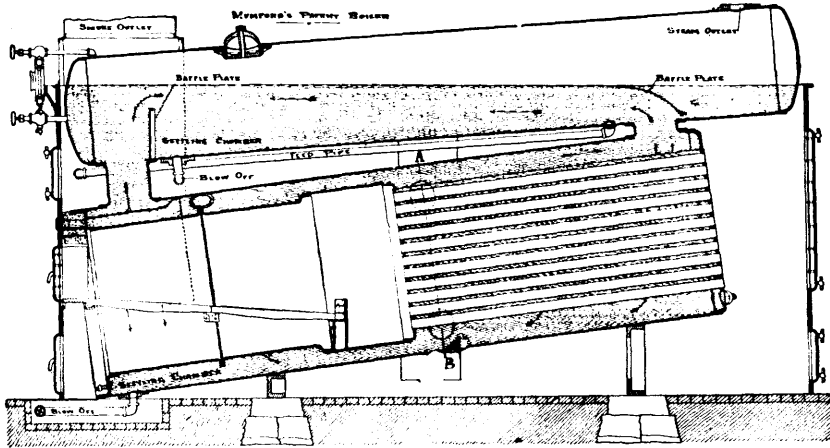 MUMFORD'S PATENT BOILER
SMOKE OUTLET
STEAM OUTLET
BAFFLE PLATE
BAFFLE PLATE
SETTLING CHAMBER
FEED PIPE
A
BLOW OFF
B
SETTLING CHAMBER
BLOW OFF